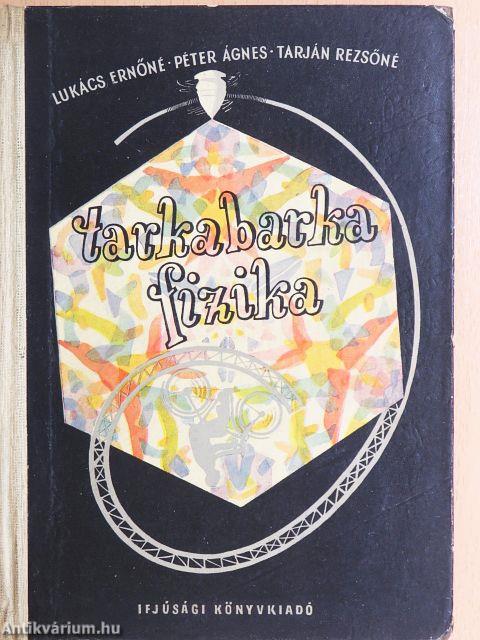 LUKÁCS ERNŐNÉ · PÉTER ÁGNES · TARJÁN REZSŐNÉ
tarkabarka
fizika
IFJÚSÁGI KÖNYVKIADÓ
Antikvárium.hu